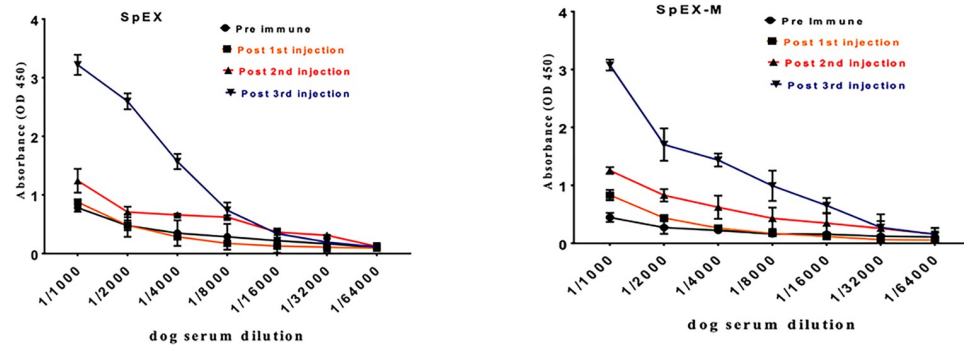 SpEX
4
3
2
1
0
Absorbance (OD 450)
Pre immune
Post 1st injection
Post 2nd injection
Post 3rd injection
1/1000
1/2000
1/4000
1/8000
1/16000
1/32000
1/64000
dog serum dilution
SpEX-M
4
3
2
1
0
Absorbance (OD 450)
Pre Immune
Post 1st injection
Post 2nd injection
Post 3rd injection
1/1000
1/2000
1/4000
1/8000
1/16000
1/32000
1/64000
dog serum dilution